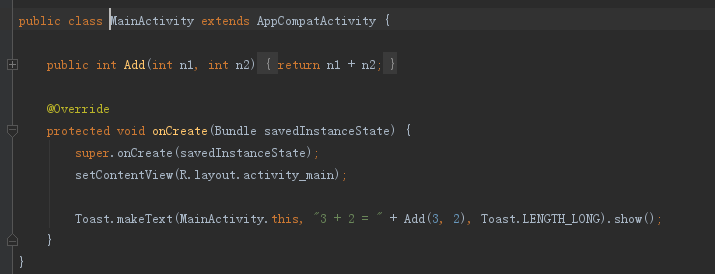 public class MainActivity extends AppCompatActivity {
public int Add(int n1, int n2) { return n1 + n2; }
@Override
protected void onCreate(Bundle savedInstanceState) {
super.onCreate(savedInstanceState);
setContentView(R.layout.activity_main);
Toast.makeText(MainActivity.this, "3 + 2 = " + Add(3, 2), Toast.LENGTH_LONG).show();
}
}